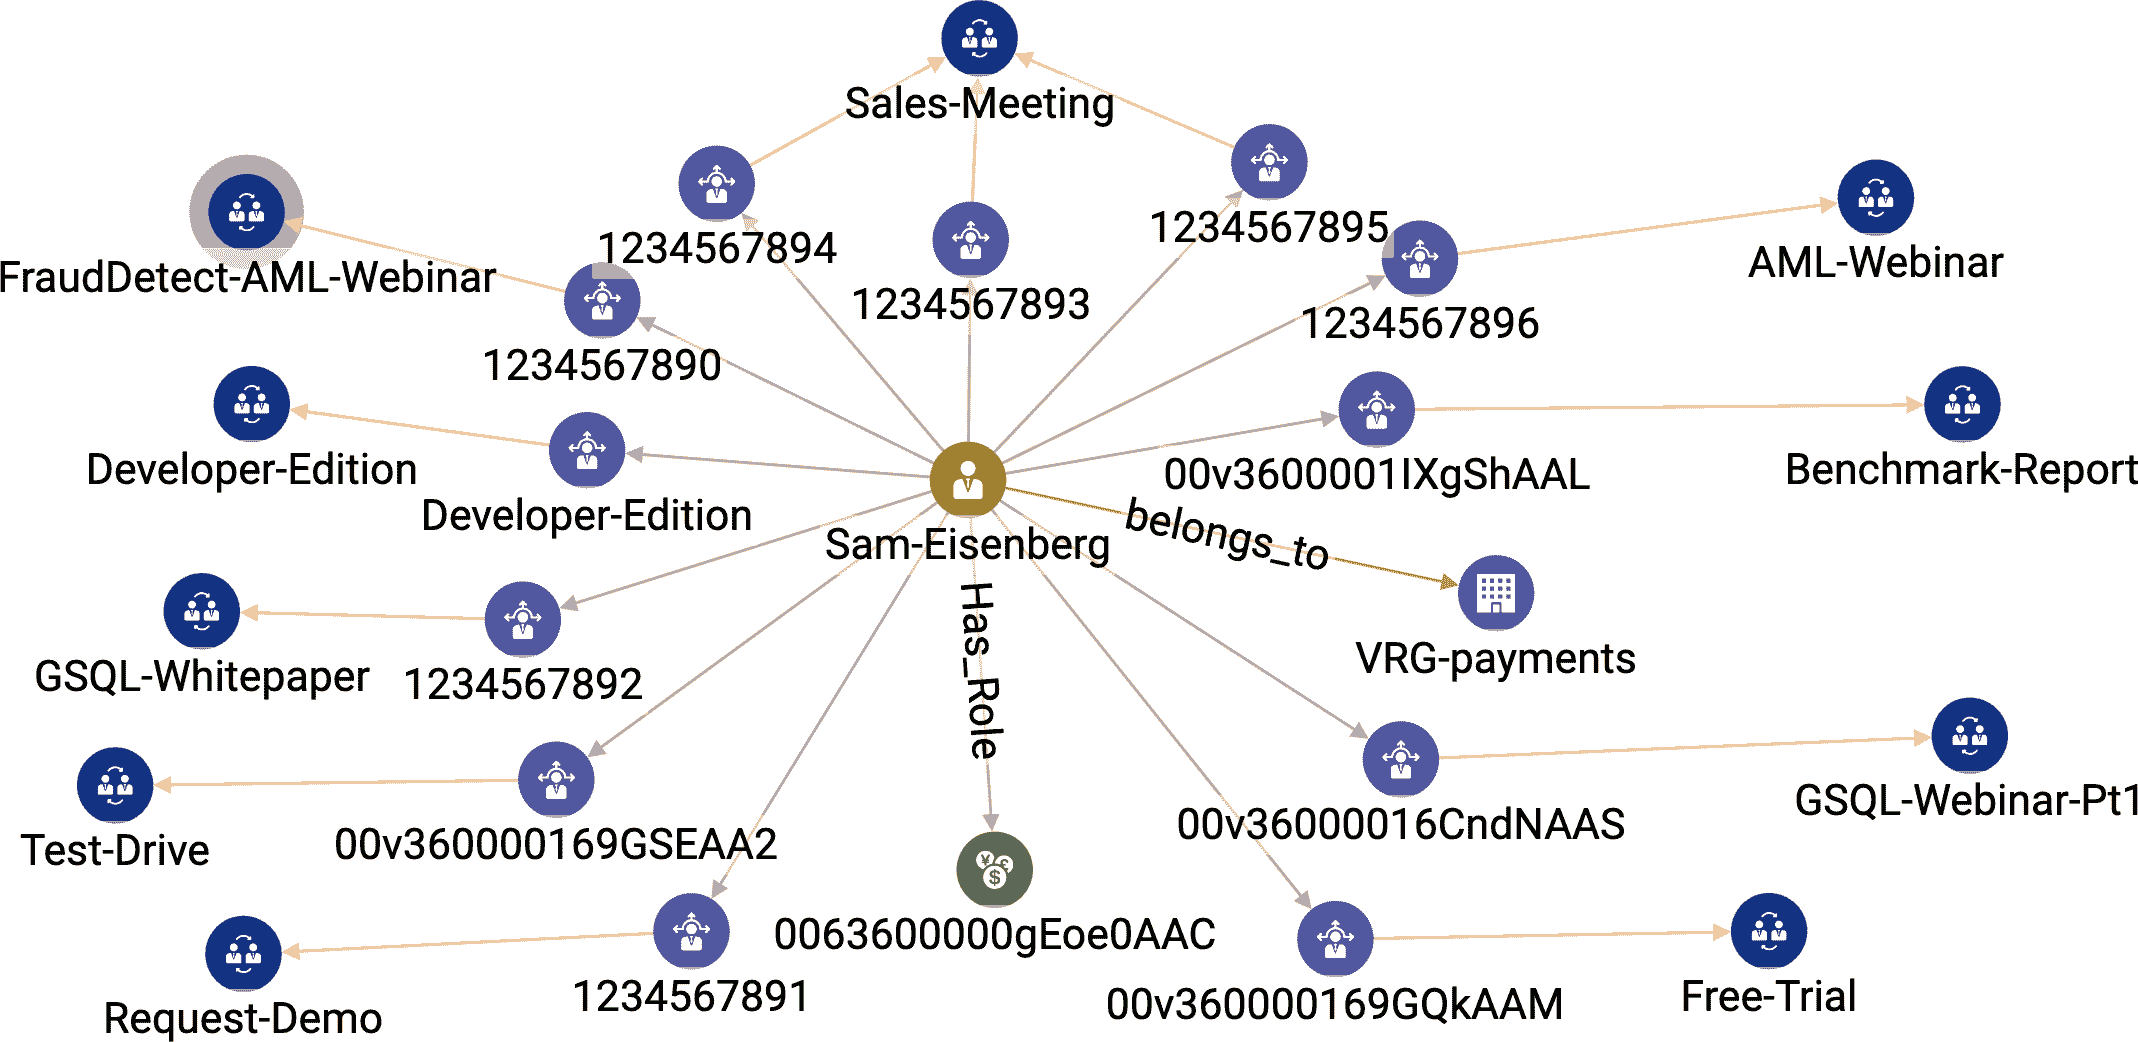 Sales-Meeting
1234567894
1234567895
FraudDetect-AML-Webinar
AML-Webinar
1234567893
1234567896
1234567890
Developer-Edition
00v3600001IXgShAAL
Benchmark-Report
Developer-Edition
Sam-Eisenberg
belongs_to
Has_Role
VRG-payments
GSQL-Whitepaper
1234567892
Test-Drive
00v360000169GSEAA2
00v36000016CndNAAS
GSQL-Webinar-Pt1
0063600000gEoe0AAC
Request-Demo
1234567891
00v360000169GQkAAM
Free-Trial
¥
£
$